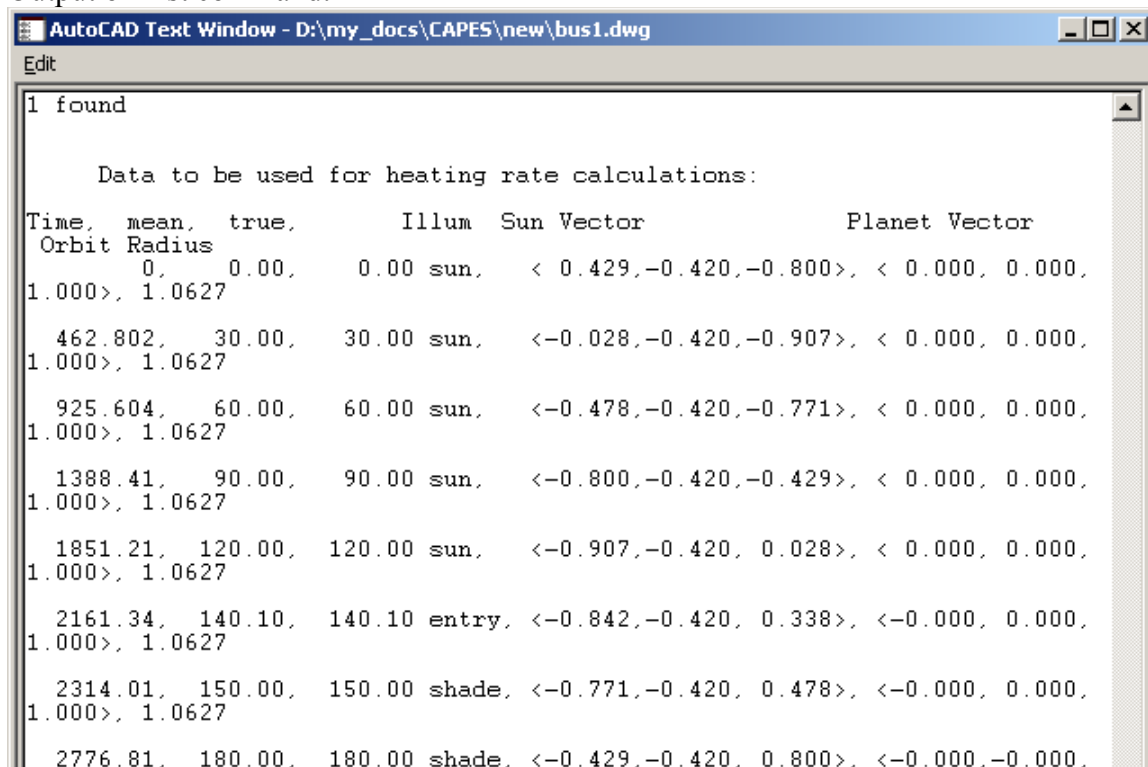 AutoCAD Text Window - D:\my_docs\CAPES\new\bus1.dwg
Edit
1 found
Data to be used for heating rate calculations:
Time, mean, true, Illum Sun Vector Planet Vector
Orbit Radius
0, 0.00, 0.00 sun, < 0.429,-0.420,-0.800>, < 0.000, 0.000,
1.000>, 1.0627
462.802, 30.00, 30.00 sun, <-0.028,-0.420,-0.907>, < 0.000, 0.000,
1.000>, 1.0627
925.604, 60.00, 60.00 sun, <-0.478,-0.420,-0.771>, < 0.000, 0.000,
1.000>, 1.0627
1388.41, 90.00, 90.00 sun, <-0.800,-0.420,-0.429>, < 0.000, 0.000,
1.000>, 1.0627
1851.21, 120.00, 120.00 sun, <-0.907,-0.420, 0.028>, < 0.000, 0.000,
1.000>, 1.0627
2161.34, 140.10, 140.10 entry, <-0.842,-0.420, 0.338>, <-0.000, 0.000,
1.000>, 1.0627
2314.01, 150.00, 150.00 shade, <-0.771,-0.420, 0.478>, <-0.000, 0.000,
1.000>, 1.0627
2776.81, 180.00, 180.00 shade, <-0.429,-0.420, 0.800>, <-0.000,-0.000,